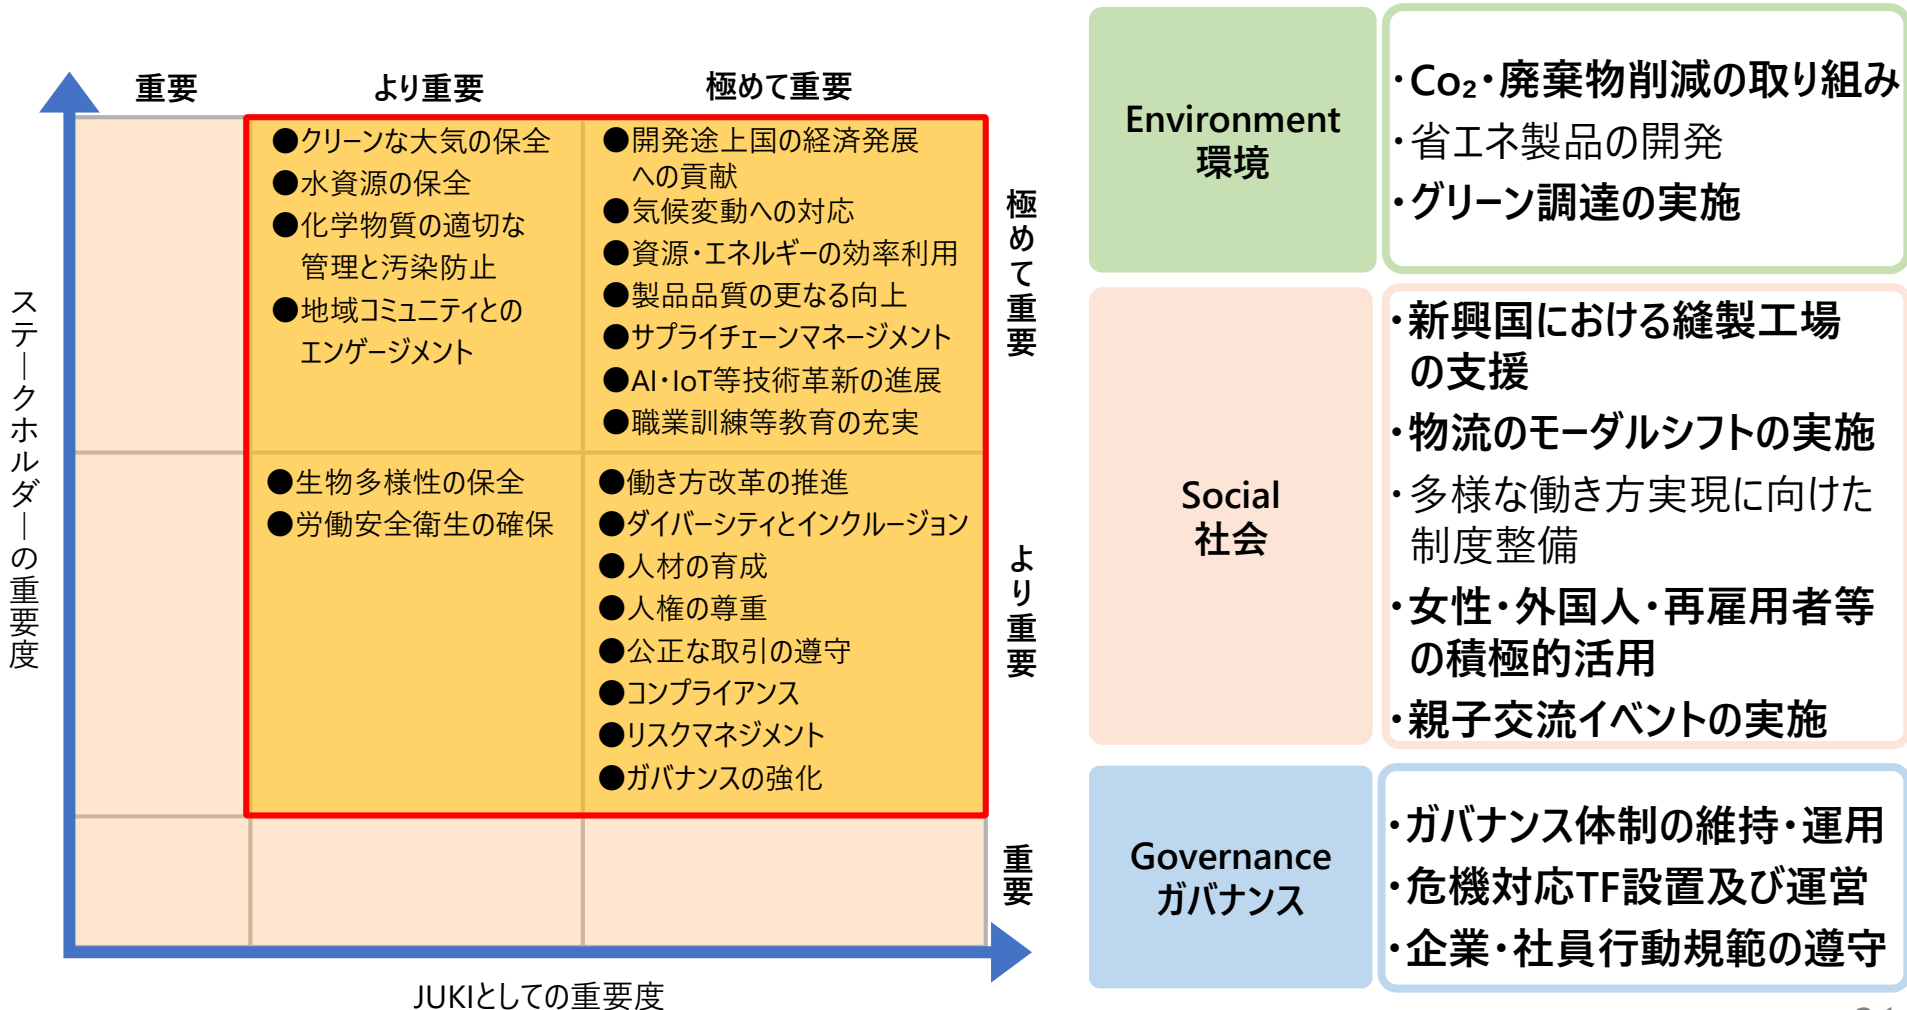 重要
より重要
極めて重要
ステークホルダーの重要度
●クリーンな大気の保全
●水資源の保全
●化学物質の適切な
管理と汚染防止
●地域コミュニティとの
エンゲージメント
●開発途上国の経済発展
への貢献
●気候変動への対応
●資源・エネルギーの効率利用
●製品品質の更なる向上
●サプライチェーンマネージメント
●AI・IoT等技術革新の進展
●職業訓練等教育の充実
極めて重要
●生物多様性の保全
●労働安全衛生の確保
●働き方改革の推進
●ダイバーシティとインクルージョン
●人材の育成
●人権の尊重
●公正な取引の遵守
●コンプライアンス
●リスクマネジメント
●ガバナンスの強化
より重要
重要
JUKIとしての重要度
Environment
環境
・Co₂・廃棄物削減の取り組み
・省エネ製品の開発
・グリーン調達の実施
Social
社会
・新興国における縫製工場
の支援
・物流のモーダルシフトの実施
・多様な働き方実現に向けた
制度整備
・女性・外国人・再雇用者等
の積極的活用
・親子交流イベントの実施
Governance
ガバナンス
・ガバナンス体制の維持・運用
・危機対応TF設置及び運営
・企業・社員行動規範の遵守